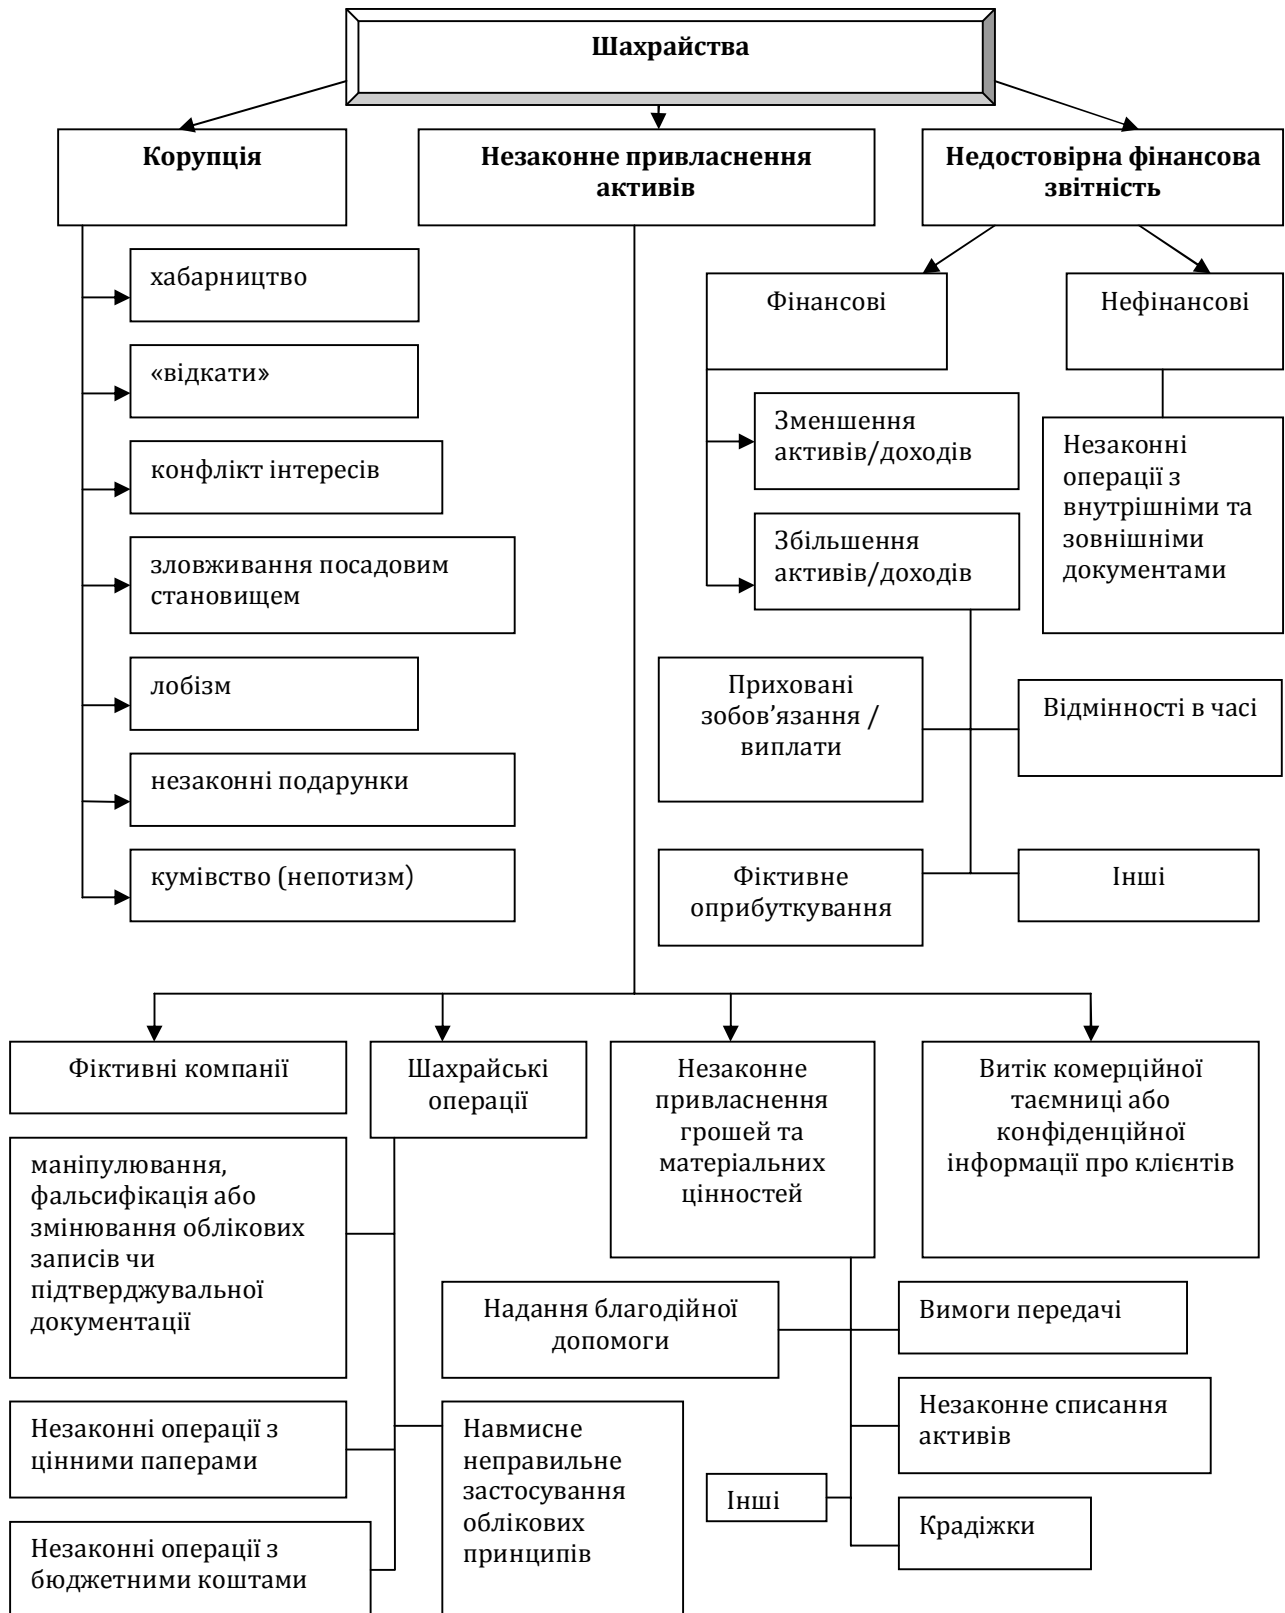 Шахрайства
Корупція
Незаконне привласнення
активів
Недостовірна фінансова
звітність
хабарництво
«відкати»
конфлікт інтересів
зловживання посадовим
становищем
лобізм
незаконні подарунки
кумівство (непотизм)
Фінансові
Нефінансові
Зменшення
активів/доходів
Збільшення
активів/доходів
Незаконні
операції з
внутрішніми та
зовнішніми
документами
Приховані
зобов’язання /
виплати
Відмінності в часі
Фіктивне
оприбуткування
Інші
Фіктивні компанії
Шахрайські
операції
Незаконне
привласнення
грошей та
матеріальних
цінностей
Витік комерційної
таємниці або
конфіденційної
інформації про клієнтів
маніпулювання,
фальсифікація або
змінювання облікових
записів чи
підтверджувальної
документації
Надання благодійної
допомоги
Вимоги передачі
Незаконні операції з
цінними паперами
Навмисне
неправильне
застосування
облікових
принципів
Незаконне списання
активів
Інші
Крадіжки
Незаконні операції з
бюджетними коштами